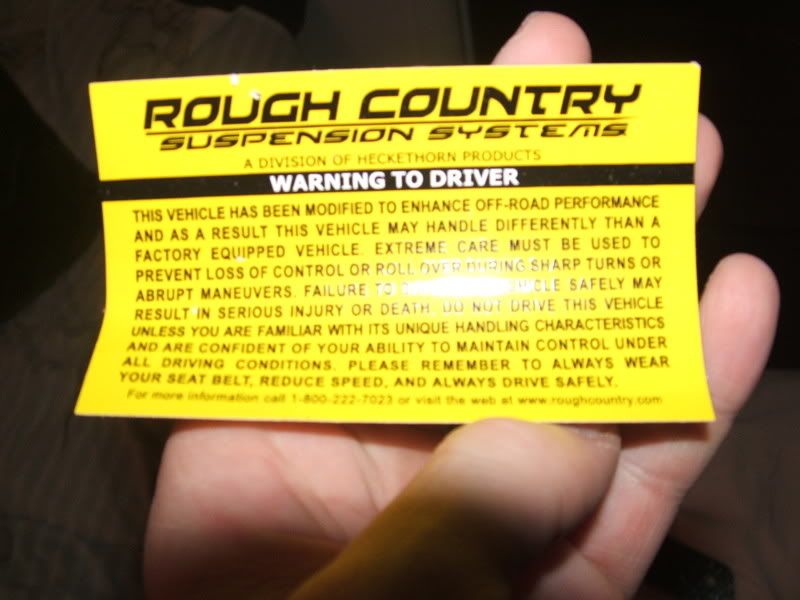 ROUGH COUNTRY
SUSPENSION SYSTEMS
A DIVISION OF HECKETHORN PRODUCTS
WARNING TO DRIVER
THIS VEHICLE HAS BEEN MODIFIED TO ENHANCE OFF-ROAD PERFORMANCE
AND AS A RESULT THIS VEHICLE MAY HANDLE DIFFERENTLY THAN A
FACTORY EQUIPPED VEHICLE. EXTREME CARE MUST BE USED TO
PREVENT LOSS OF CONTROL OR ROLL OVER DURING SHARP TURNS OR
ABRUPT MANEUVERS. FAILURE TO VEHICLE SAFELY MAY
RESULT IN SERIOUS INJURY OR DEATH. DO NOT DRIVE THIS VEHICLE
UNLESS YOU ARE FAMILIAR WITH ITS UNIQUE HANDLING CHARACTERISTICS
AND ARE CONFIDENT OF YOUR ABILITY TO MAINTAIN CONTROL UNDER
ALL DRIVING CONDITIONS. PLEASE REMEMBER TO ALWAYS WEAR
YOUR SEAT BELT, REDUCE SPEED, AND ALWAYS DRIVE SAFELY.
For more information call 1-800-222-7023 or visit the web at www.roughcountry.com